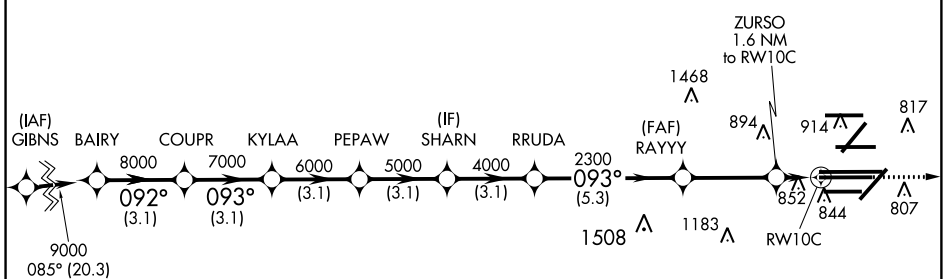 ZURSO
1.6 NM
to RW10C
1468
(IAF)
GIBNS
BAIRY
COUPR
KYLAA
PEPAW
(IF)
SHARN
RRUDA
(FAF)
RAYYY
894
914
817
8000
092°
(3.1)
7000
093°
(3.1)
6000
(3.1)
5000
(3.1)
4000
(3.1)
2300
093°
(5.3)
852
844
807
9000
085° (20.3)
1508
1183
RW10C